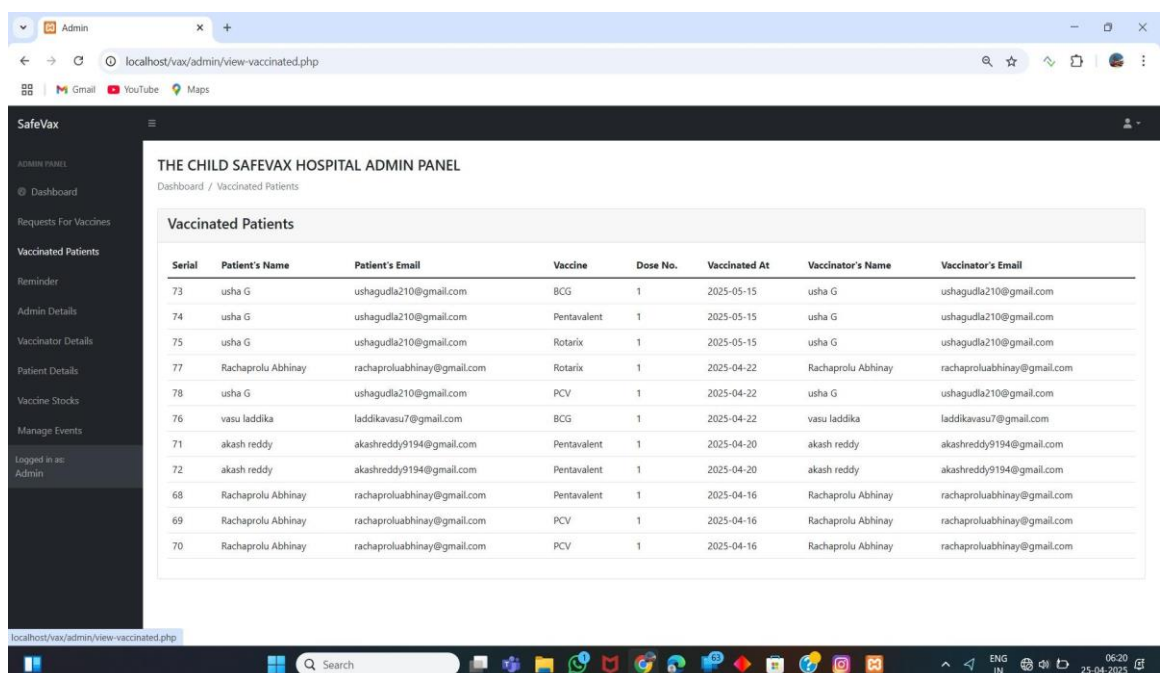 Admin
localhost/vax/admin/view-vaccinated.php
Gmail YouTube Maps
SafeVax
ADMIN PANEL
Dashboard
Requests For Vaccines
Vaccinated Patients
Reminder
Admin Details
Vaccinator Details
Patient Details
Vaccine Stocks
Manage Events
Logged in as:
Admin
THE CHILD SAFEVAX HOSPITAL ADMIN PANEL
Dashboard / Vaccinated Patients
Vaccinated Patients
Serial Patient's Name Patient's Email Vaccine Dose No. Vaccinated At Vaccinator's Name Vaccinator's Email
73 usha G ushagudla210@gmail.com BCG 1 2025-05-15 usha G ushagudla210@gmail.com
74 usha G ushagudla210@gmail.com Pentavalent 1 2025-05-15 usha G ushagudla210@gmail.com
75 usha G ushagudla210@gmail.com Rotarix 1 2025-05-15 usha G ushagudla210@gmail.com
77 Rachaprolu Abhinay rachaproluabhinay@gmail.com Rotarix 1 2025-04-22 Rachaprolu Abhinay rachaproluabhinay@gmail.com
78 usha G ushagudla210@gmail.com PCV 1 2025-04-22 usha G ushagudla210@gmail.com
76 vasu laddika laddikavasu7@gmail.com BCG 1 2025-04-22 vasu laddika laddikavasu7@gmail.com
71 akash reddy akashreddy9194@gmail.com Pentavalent 1 2025-04-20 akash reddy akashreddy9194@gmail.com
72 akash reddy akashreddy9194@gmail.com Pentavalent 1 2025-04-20 akash reddy akashreddy9194@gmail.com
68 Rachaprolu Abhinay rachaproluabhinay@gmail.com Pentavalent 1 2025-04-16 Rachaprolu Abhinay rachaproluabhinay@gmail.com
69 Rachaprolu Abhinay rachaproluabhinay@gmail.com PCV 1 2025-04-16 Rachaprolu Abhinay rachaproluabhinay@gmail.com
70 Rachaprolu Abhinay rachaproluabhinay@gmail.com PCV 1 2025-04-16 Rachaprolu Abhinay rachaproluabhinay@gmail.com
localhost/vax/admin/view-vaccinated.php
Search
63
ENG
IN
06:20
25-04-2025